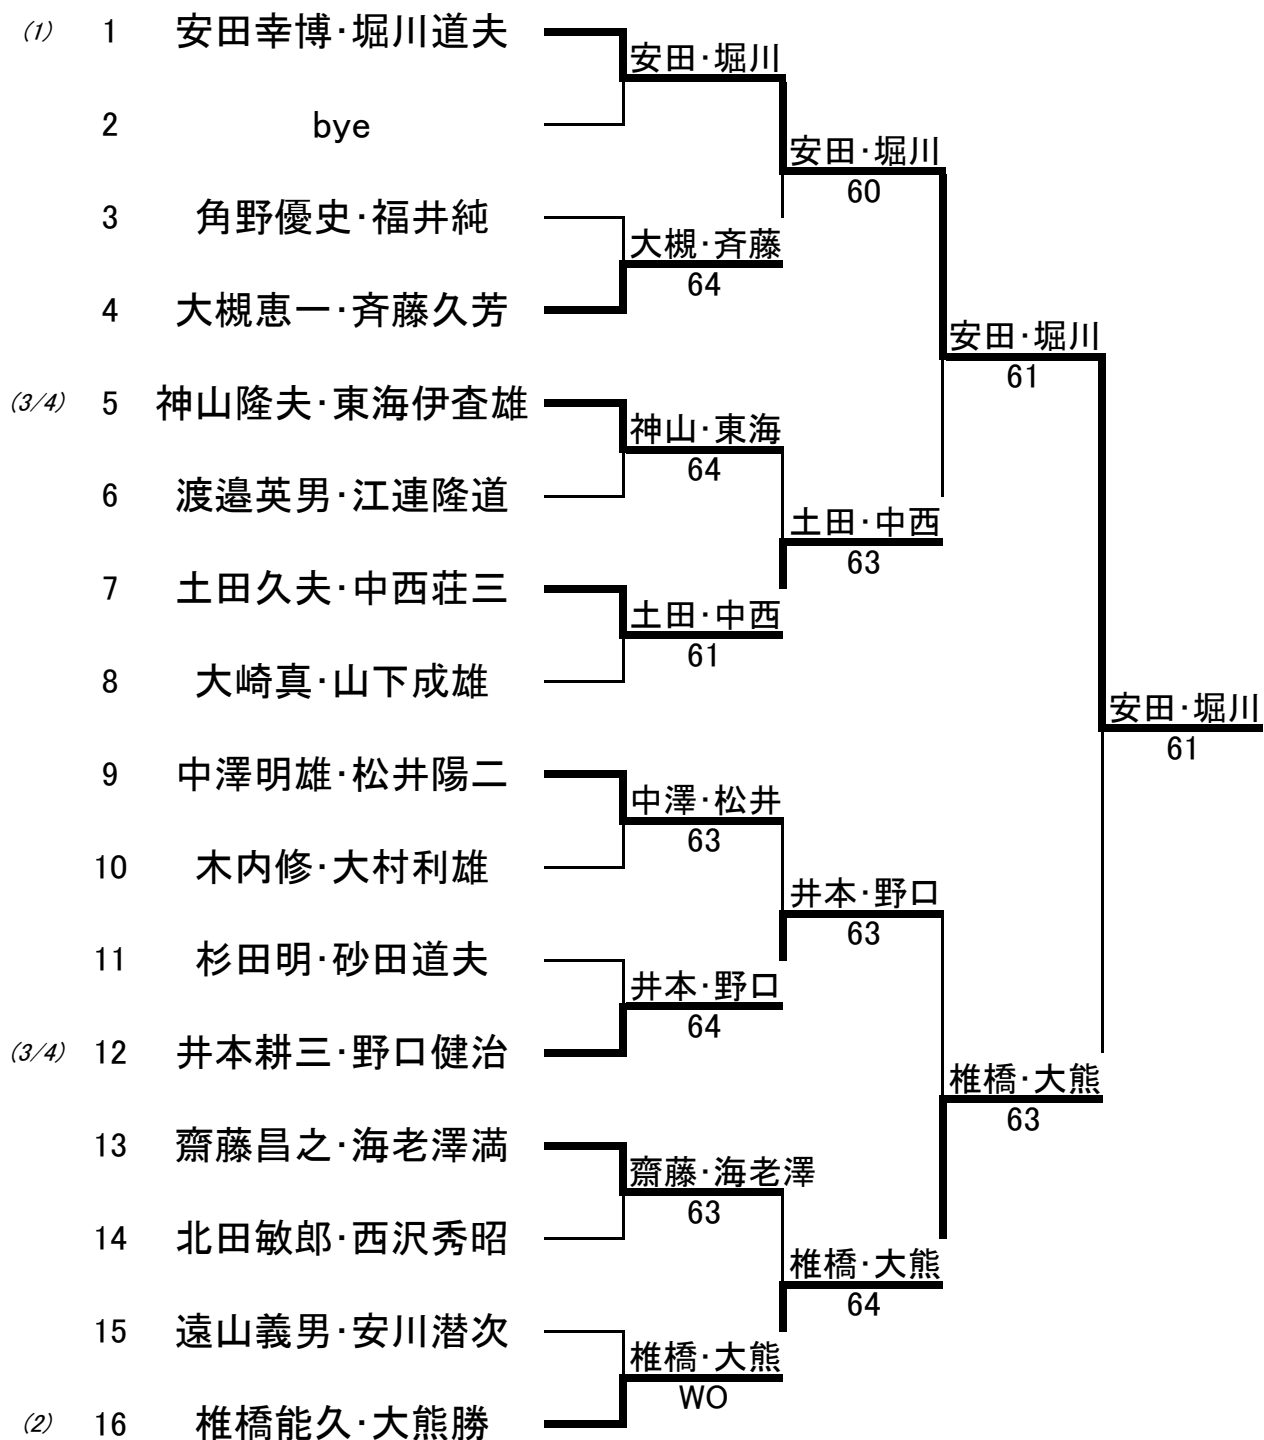 (1) 1 安田幸博・堀川道夫
安田・堀川
2 bye
安田・堀川
60
3 角野優史・福井純
大槻・斉藤
64
4 大槻恵一・斉藤久芳
安田・堀川
61
(3/4) 5 神山隆夫・東海伊査雄
神山・東海
64
6 渡邉英男・江連隆道
土田・中西
63
7 土田久夫・中西荘三
土田・中西
61
8 大崎真・山下成雄
安田・堀川
61
9 中澤明雄・松井陽二
中澤・松井
63
10 木内修・大村利雄
井本・野口
63
11 杉田明・砂田道夫
井本・野口
64
(3/4) 12 井本耕三・野口健治
椎橋・大熊
63
13 齋藤昌之・海老澤満
齋藤・海老澤
63
14 北田敏郎・西沢秀昭
椎橋・大熊
64
15 遠山義男・安川潜次
椎橋・大熊
WO
(2) 16 椎橋能久・大熊勝